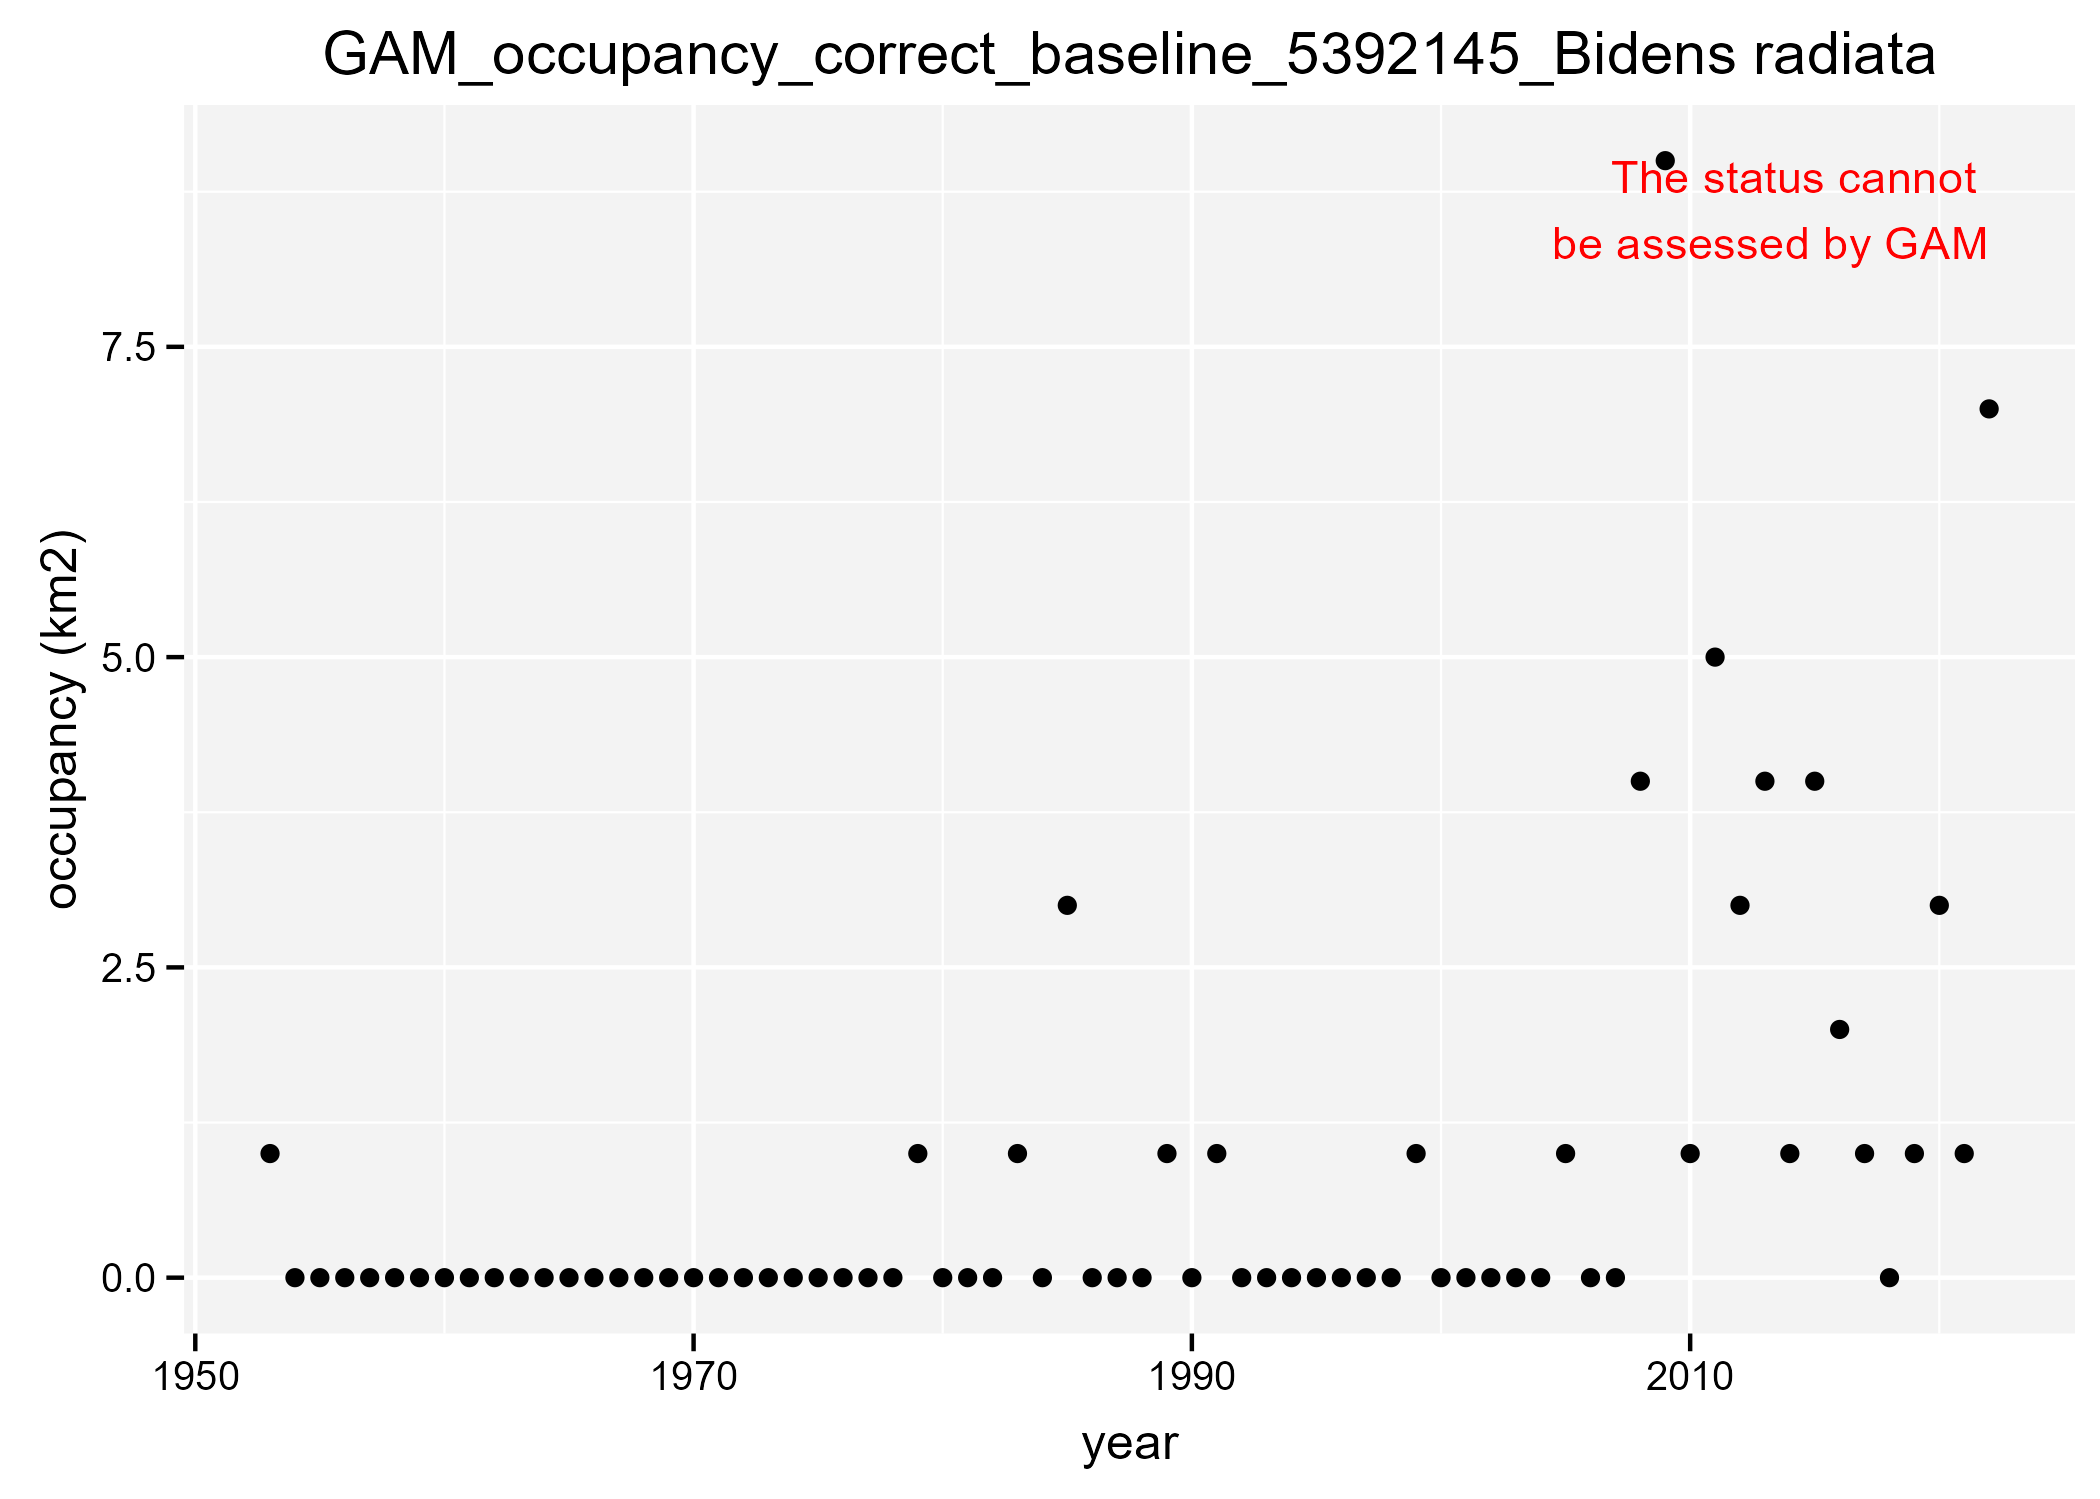 GAM_occupancy_correct_baseline_5392145_Bidens radiata
The status cannot
be assessed by GAM
7.5
5.0
2.5
0.0
occupancy (km2)
1950 1970 1990 2010
year